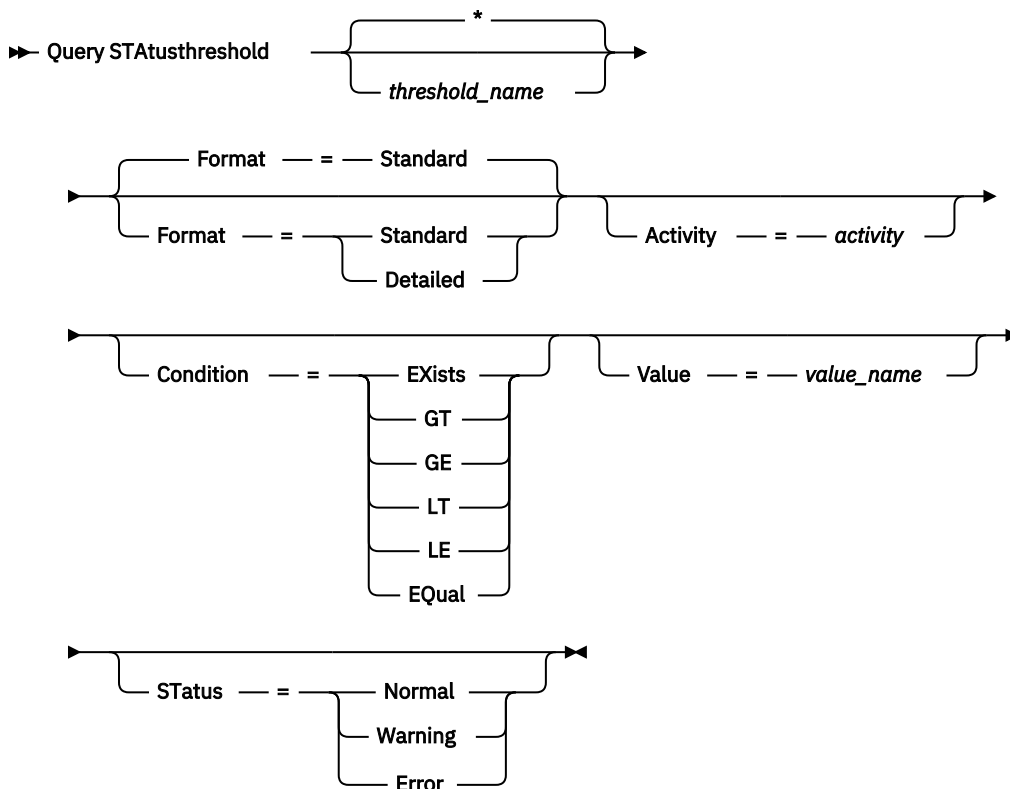 *
Query STAtusthreshold
threshold_name
Format = Standard
Format = Standard
Detailed
Activity = activity
Condition = EXists
GT
GE
LT
LE
EQual
Value = value_name
STatus = Normal
Warning
Error